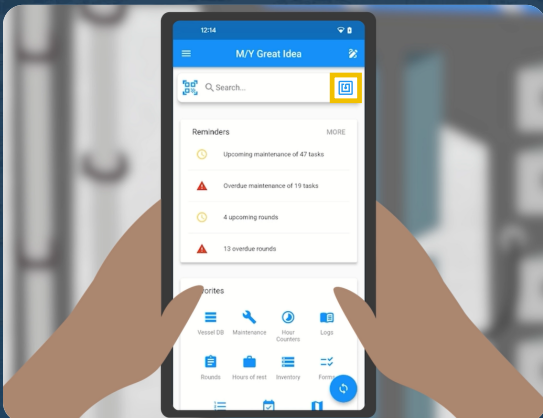 12:14
M/Y Great Idea
Search...
Reminders MORE
Upcoming maintenance of 47 tasks
Overdue maintenance of 19 tasks
4 upcoming rounds
13 overdue rounds
orites
Vessel DB Maintenance Hour Counters Logs
Rounds Hours of rest Inventory Forms